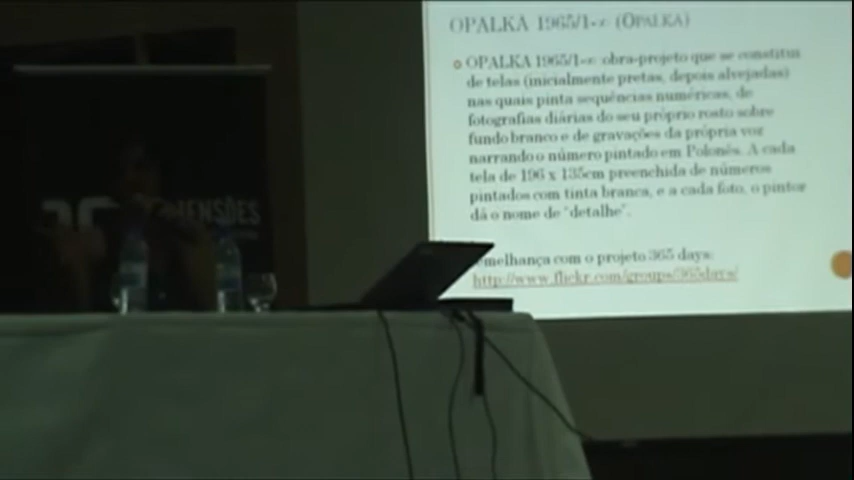 OPALKA 1965/1-∞ (OPALKA)
OPALKA 1965/1-∞ obra-projeto que se constitui
de telas (inicialmente pretas, depois alvejadas)
nas quais pinta sequências numéricas, de
fotografias diárias do seu próprio rosto sobre
fundo branco e de gravações da própria voz
narrando o número pintado em Polonês. A cada
tela de 196 x 135cm preenchida de números
pintados com tinta branca, e a cada foto, o pintor
dá o nome de "detalhe".
emelhança com o projeto 365 days:
http://www.flickr.com/groups/365days/
ENSÕES